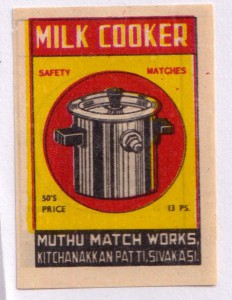 MILK COOKER
SAFETY MATCHES
50'S
PRICE 13 PS.
MUTHU MATCH WORKS,
KITCHANAKKAN PATTI, SIVAKASI.